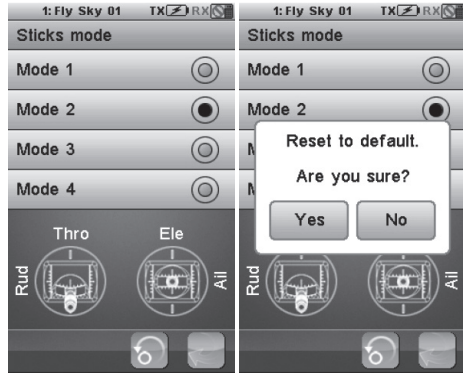 1: Fly Sky 01 TX RX
Sticks mode
Mode 1
Mode 2
Mode 3
Mode 4
Thro Ele
Rud Ail
1: Fly Sky 01 TX RX
Sticks mode
Mode 1
Mode 2
Reset to default.
Are you sure?
Yes No
M
M
Rud Ail